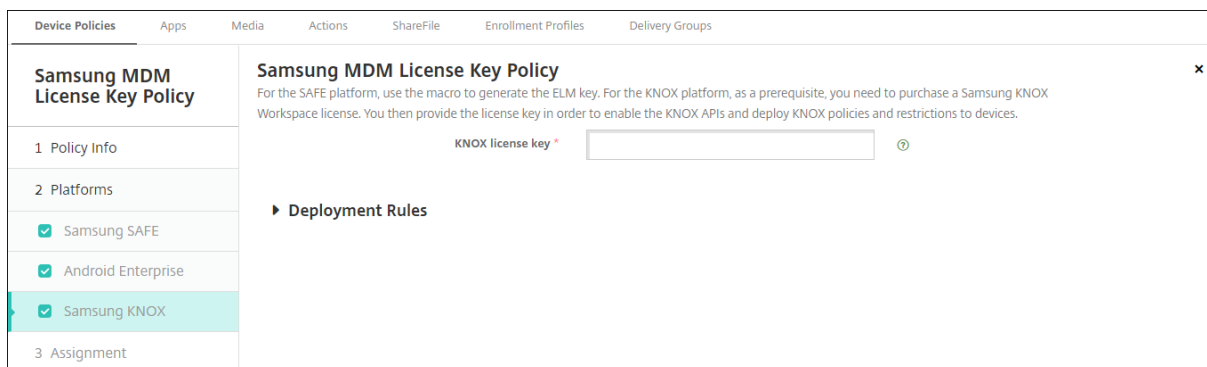 Device Policies Apps Media Actions ShareFile Enrollment Profiles Delivery Groups
Samsung MDM
License Key Policy
1 Policy Info
2 Platforms
Samsung SAFE
Android Enterprise
Samsung KNOX
3 Assignment
Samsung MDM License Key Policy
For the SAFE platform, use the macro to generate the ELM key. For the KNOX platform, as a prerequisite, you need to purchase a Samsung KNOX
Workspace license. You then provide the license key in order to enable the KNOX APIs and deploy KNOX policies and restrictions to devices.
KNOX license key *
Deployment Rules